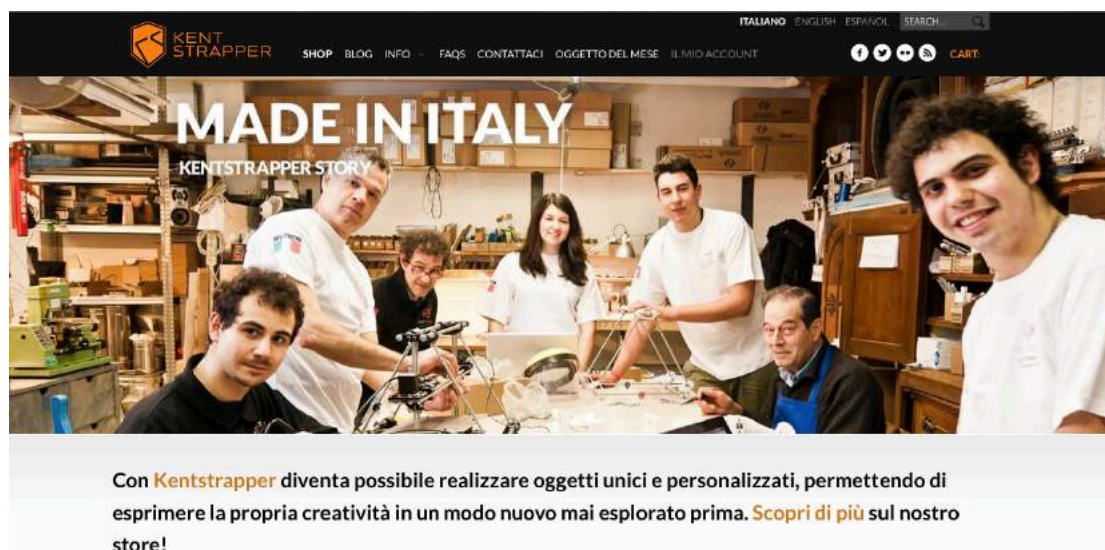 ITALIANO ENGLISH ESPAÑOL SEARCH...
KENT
STRAPPER
SHOP BLOG INFO FAQS CONTATTACI OGGETTO DEL MESE IL MIO ACCOUNT
CART:
MADE IN ITALY
KENTSTRAPPER STORY
Con Kentstrapper diventa possibile realizzare oggetti unici e personalizzati, permettendo di
esprimere la propria creatività in un modo nuovo mai esplorato prima. Scopri di più sul nostro
store!